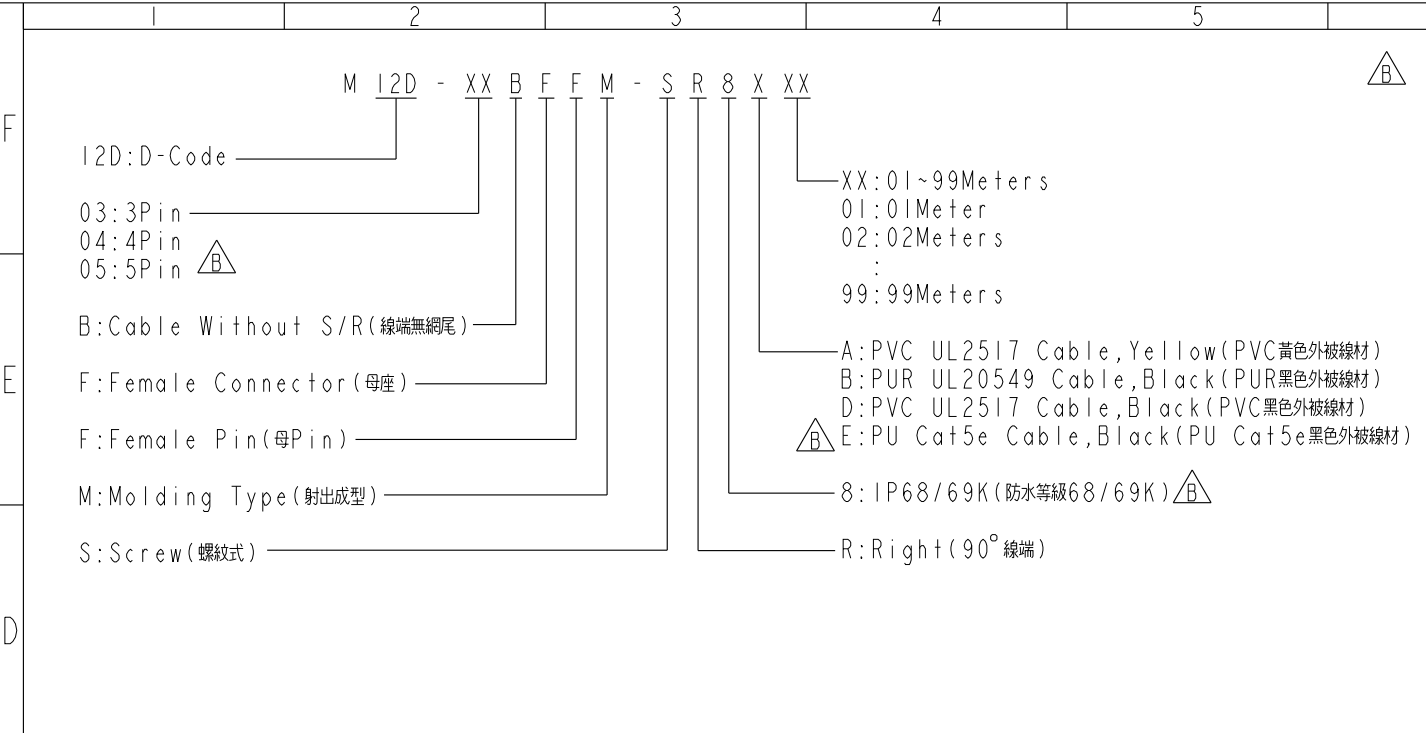 1 2 3 4 5
B
M 12D - XX B F F M - S R 8 X XX
F
12D:D-Code
03:3Pin
04:4Pin
05:5Pin B
B:Cable Without S/R(線端無網尾)
E
F:Female Connector(母座)
F:Female Pin(母Pin)
M:Molding Type(射出成型)
S:Screw(螺紋式)
D
XX:01~99Meters
01:01Meter
02:02Meters
:
99:99Meters
A:PVC UL2517 Cable,Yellow(PVC黃色外被線材)
B:PUR UL20549 Cable,Black(PUR黑色外被線材)
D:PVC UL2517 Cable,Black(PVC黑色外被線材)
B E:PU Cat5e Cable,Black(PU Cat5e黑色外被線材)
8:IP68/69K(防水等級68/69K) B
R:Right(90°線端)